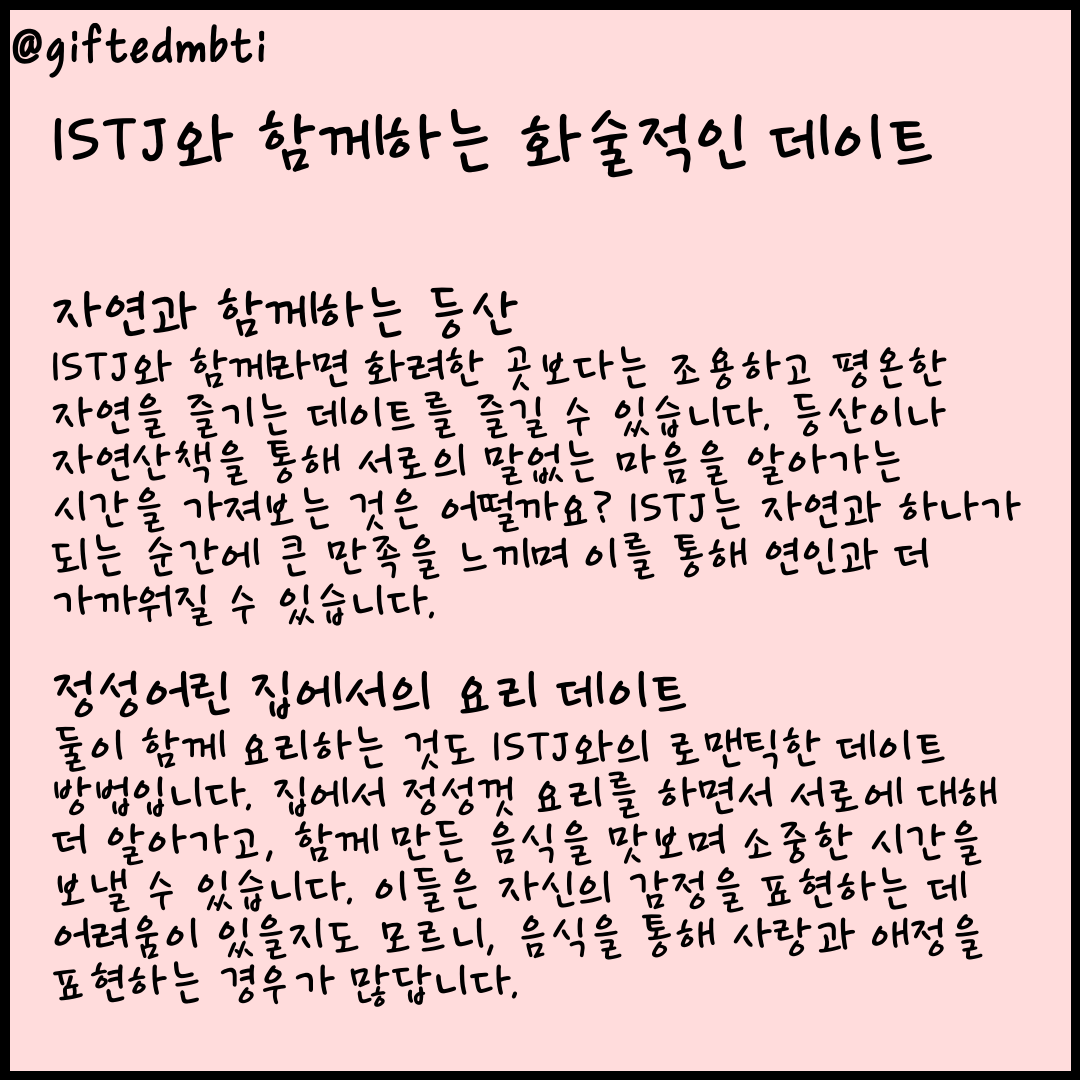 @giftedmbti
ISTJ와 함께하는 화술적인 데이트
자연과 함께하는 등산
ISTJ와 함께라면 화려한 곳보다는 조용하고 평온한
자연을 즐기는 데이트를 즐길 수 있습니다. 등산이나
자연산책을 통해 서로의 말없는 마음을 알아가는
시간을 가져보는 것은 어떨까요? ISTJ는 자연과 하나가
되는 순간에 큰 만족을 느끼며 이를 통해 연인과 더
가까워질 수 있습니다.
정성어린 집에서의 요리 데이트
둘이 함께 요리하는 것도 ISTJ와의 로맨틱한 데이트
방법입니다. 집에서 정성껏 요리를 하면서 서로에 대해
더 알아가고, 함께 만든 음식을 맛보며 소중한 시간을
보낼 수 있습니다. 이들은 자신의 감정을 표현하는 데
어려움이 있을지도 모르니, 음식을 통해 사랑과 애정을
표현하는 경우가 많답니다.